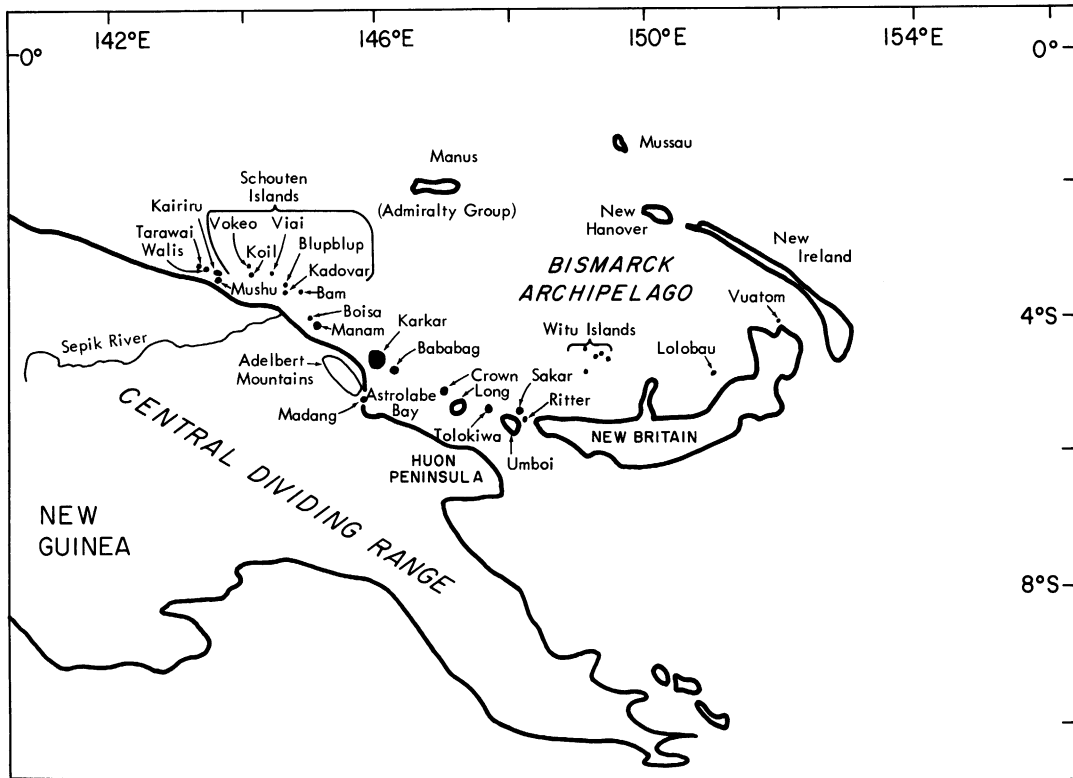 142°E
146°E
150°E
154°E
0°
0°
Mussau
Manus
(Admiralty Group)
Schouten
Islands
Kairiru
Vokeo
Viai
Tarawai
Walis
Koil
Blupblup
Kadovar
Mushu
Bam
New
Hanover
New
Ireland
BISMARCK
ARCHIPELAGO
Vuatom
4°S
Boisa
Manam
Karkar
Bababag
Witu Islands
Lolobau
Sepik River
Adelbert
Mountains
Crown
Long
Sakar
Ritter
Astrolabe
Bay
Madang
Tolokiwa
Umboi
NEW BRITAIN
HUON
PENINSULA
CENTRAL DIVIDING RANGE
NEW
GUINEA
8°S